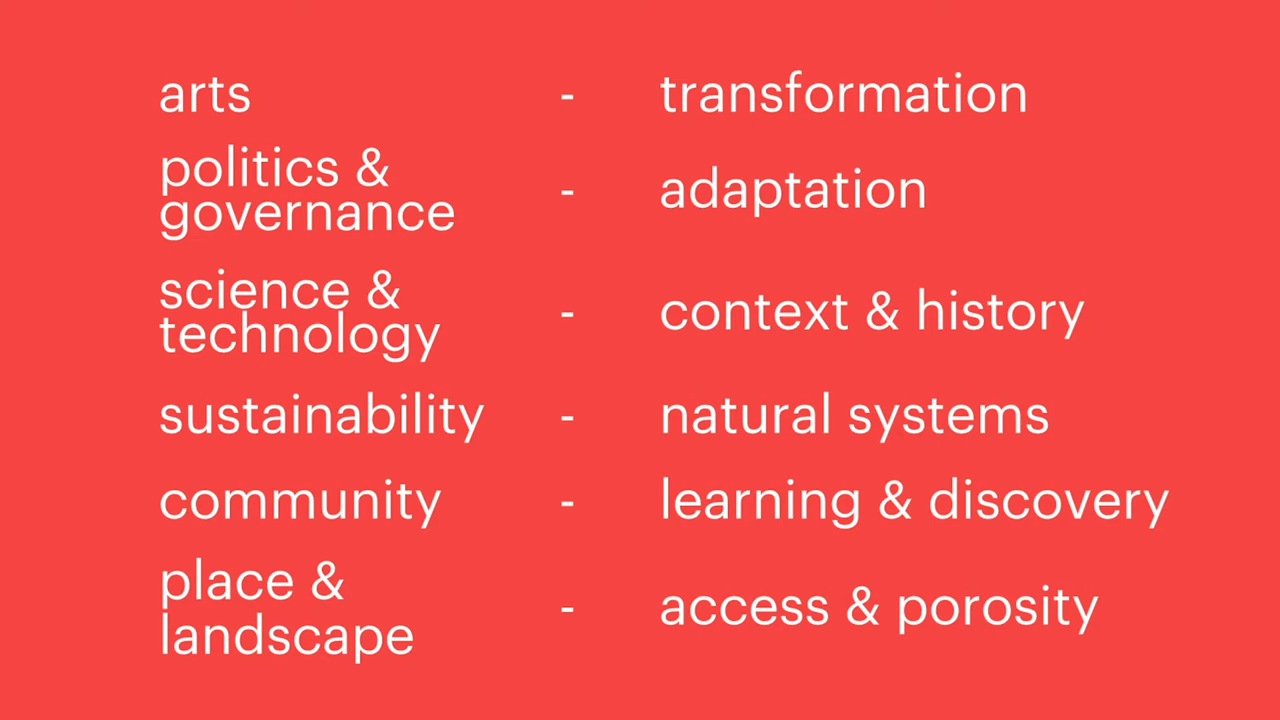 arts - transformation
politics &
governance - adaptation
science &
technology - context & history
sustainability - natural systems
community - learning & discovery
place &
landscape - access & porosity